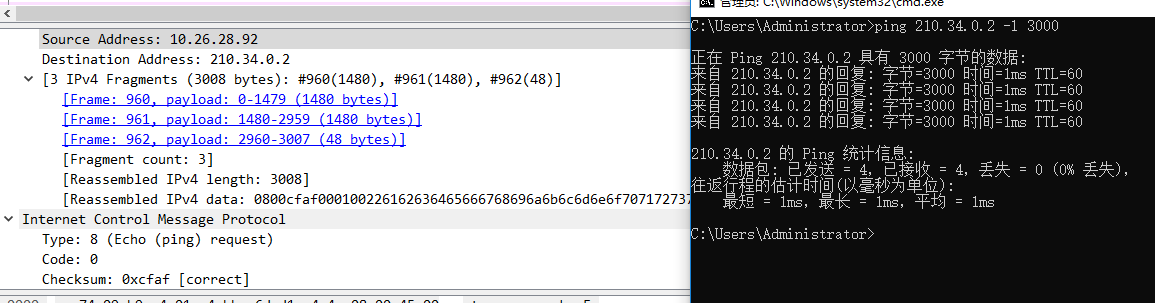 Source Address: 10.26.28.92
Destination Address: 210.34.0.2
[3 IPv4 Fragments (3008 bytes): #960(1480), #961(1480), #962(48)]
[Frame: 960, payload: 0-1479 (1480 bytes)]
[Frame: 961, payload: 1480-2959 (1480 bytes)]
[Frame: 962, payload: 2960-3007 (48 bytes)]
[Fragment count: 3]
[Reassembled IPv4 length: 3008]
[Reassembled IPv4 data: 0800cfaf000100226162636465666768696a6b6c6d6e6f707172737
Internet Control Message Protocol
Type: 8 (Echo (ping) request)
Code: 0
Checksum: 0xcfaf [correct]
管理员: C:\Windows\system32\cmd.exe
C:\Users\Administrator>ping 210.34.0.2 -l 3000
正在 Ping 210.34.0.2 具有 3000 字节的数据:
来自 210.34.0.2 的回复: 字节=3000 时间=1ms TTL=60
来自 210.34.0.2 的回复: 字节=3000 时间=1ms TTL=60
来自 210.34.0.2 的回复: 字节=3000 时间=1ms TTL=60
来自 210.34.0.2 的回复: 字节=3000 时间=1ms TTL=60
210.34.0.2 的 Ping 统计信息:
数据包: 已发送 = 4, 已接收 = 4, 丢失 = 0 (0% 丢失),
往返行程的估计时间(以毫秒为单位):
最短 = 1ms, 最长 = 1ms, 平均 = 1ms
C:\Users\Administrator>